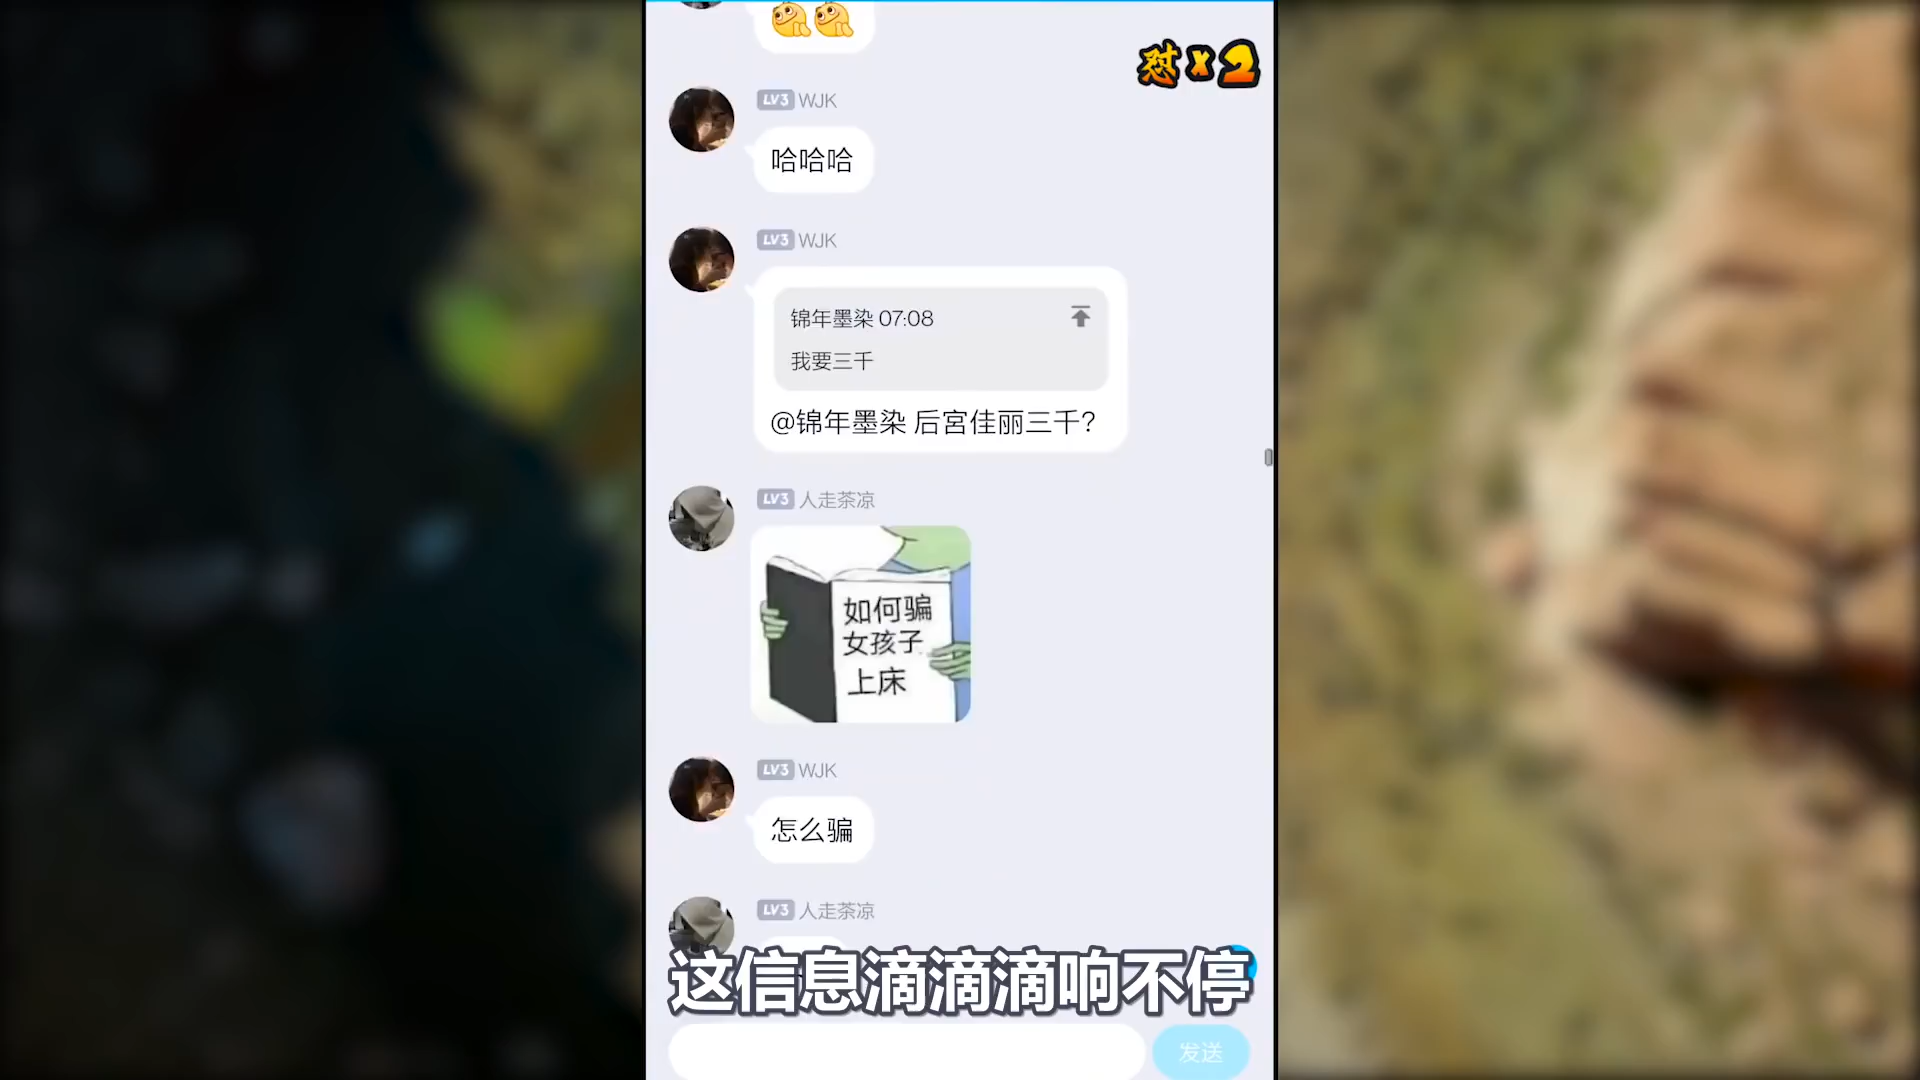 怼x2
LV3 WJK
哈哈哈
LV3 WJK
锦年墨染 07:08
我要三千
@锦年墨染 后宫佳丽三千?
LV3 人走茶凉
如何骗
女孩子
上床
LV3 WJK
怎么骗
LV3 人走茶凉
这信息滴滴滴响不停
发送